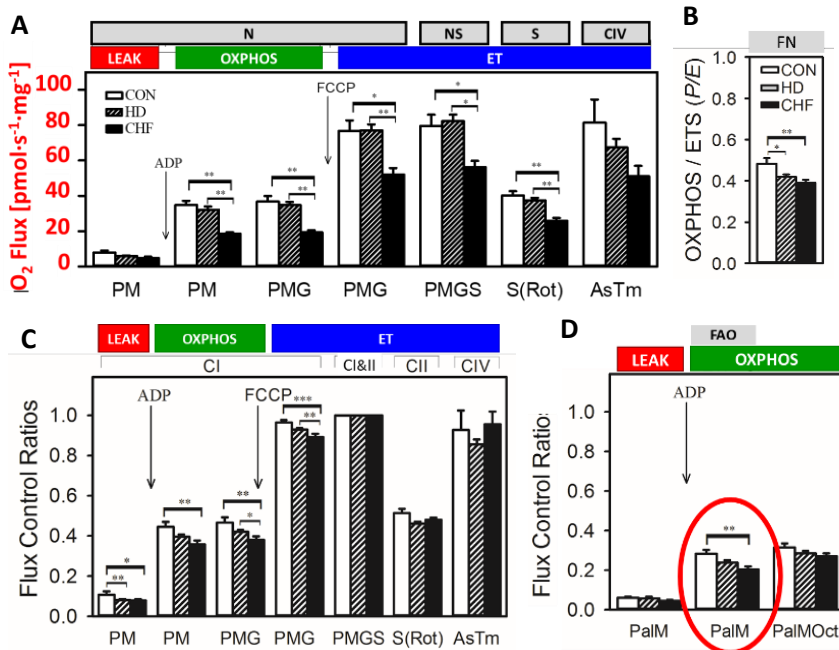 A
N
NS
S
CIV
LEAK
OXPHOS
ET
|O₂ Flux [pmol·s⁻¹·mg⁻¹]
100
80
60
40
20
0
CON
HD
CHF
ADP
FCCP
**
**
**
**
*
**
*
*
**
**
PM
PM
PMG
PMG
PMGS
S(Rot)
AsTm
B
FN
OXPHOS / ETS (P/E)
1.0
0.8
0.6
0.4
0.2
0.0
CON
HD
CHF
**
*
C
LEAK
OXPHOS
ET
CI
CI&II
CII
CIV
Flux Control Ratios
1.0
0.8
0.6
0.4
0.2
0.0
ADP
FCCP
*
**
**
**
*
***
**
PM
PM
PMG
PMG
PMGS
S(Rot)
AsTm
D
FAO
LEAK
OXPHOS
Flux Control Ratio:
1.0
0.8
0.6
0.4
0.2
0.0
ADP
**
PalM
PalM
PalMOct